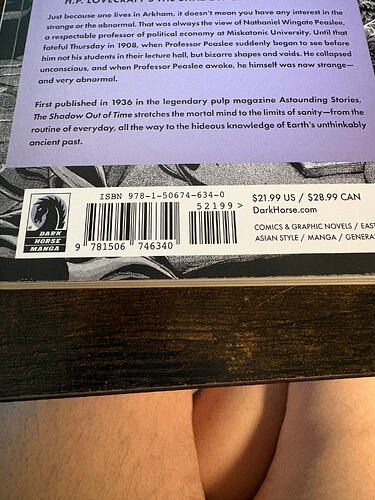 H.P. LOVECRAFT'S THE
Just because one lives in Arkham, it doesn't mean you have any interest in the
strange or the abnormal. That was always the view of Nathaniel Wingate Peaslee,
a respectable professor of political economy at Miskatonic University. Until that
fateful Thursday in 1908, when Professor Peaslee suddenly began to see before
him not his students in their lecture hall, but bizarre shapes and voids. He collapsed
unconscious, and when Professor Peaslee awoke, he himself was now strange—
and very abnormal.
First published in 1936 in the legendary pulp magazine Astounding Stories,
The Shadow Out of Time stretches the mortal mind to the limits of sanity—from the
routine of everyday, all the way to the hideous knowledge of Earth's unthinkably
ancient past.
ISBN 978-1-50674-634-0
52199 >
9 781506 746340
DARK
HORSE
MANGA
$21.99 US / $28.99 CAN
DarkHorse.com
COMICS & GRAPHIC NOVELS / EAST
ASIAN STYLE / MANGA / GENERA